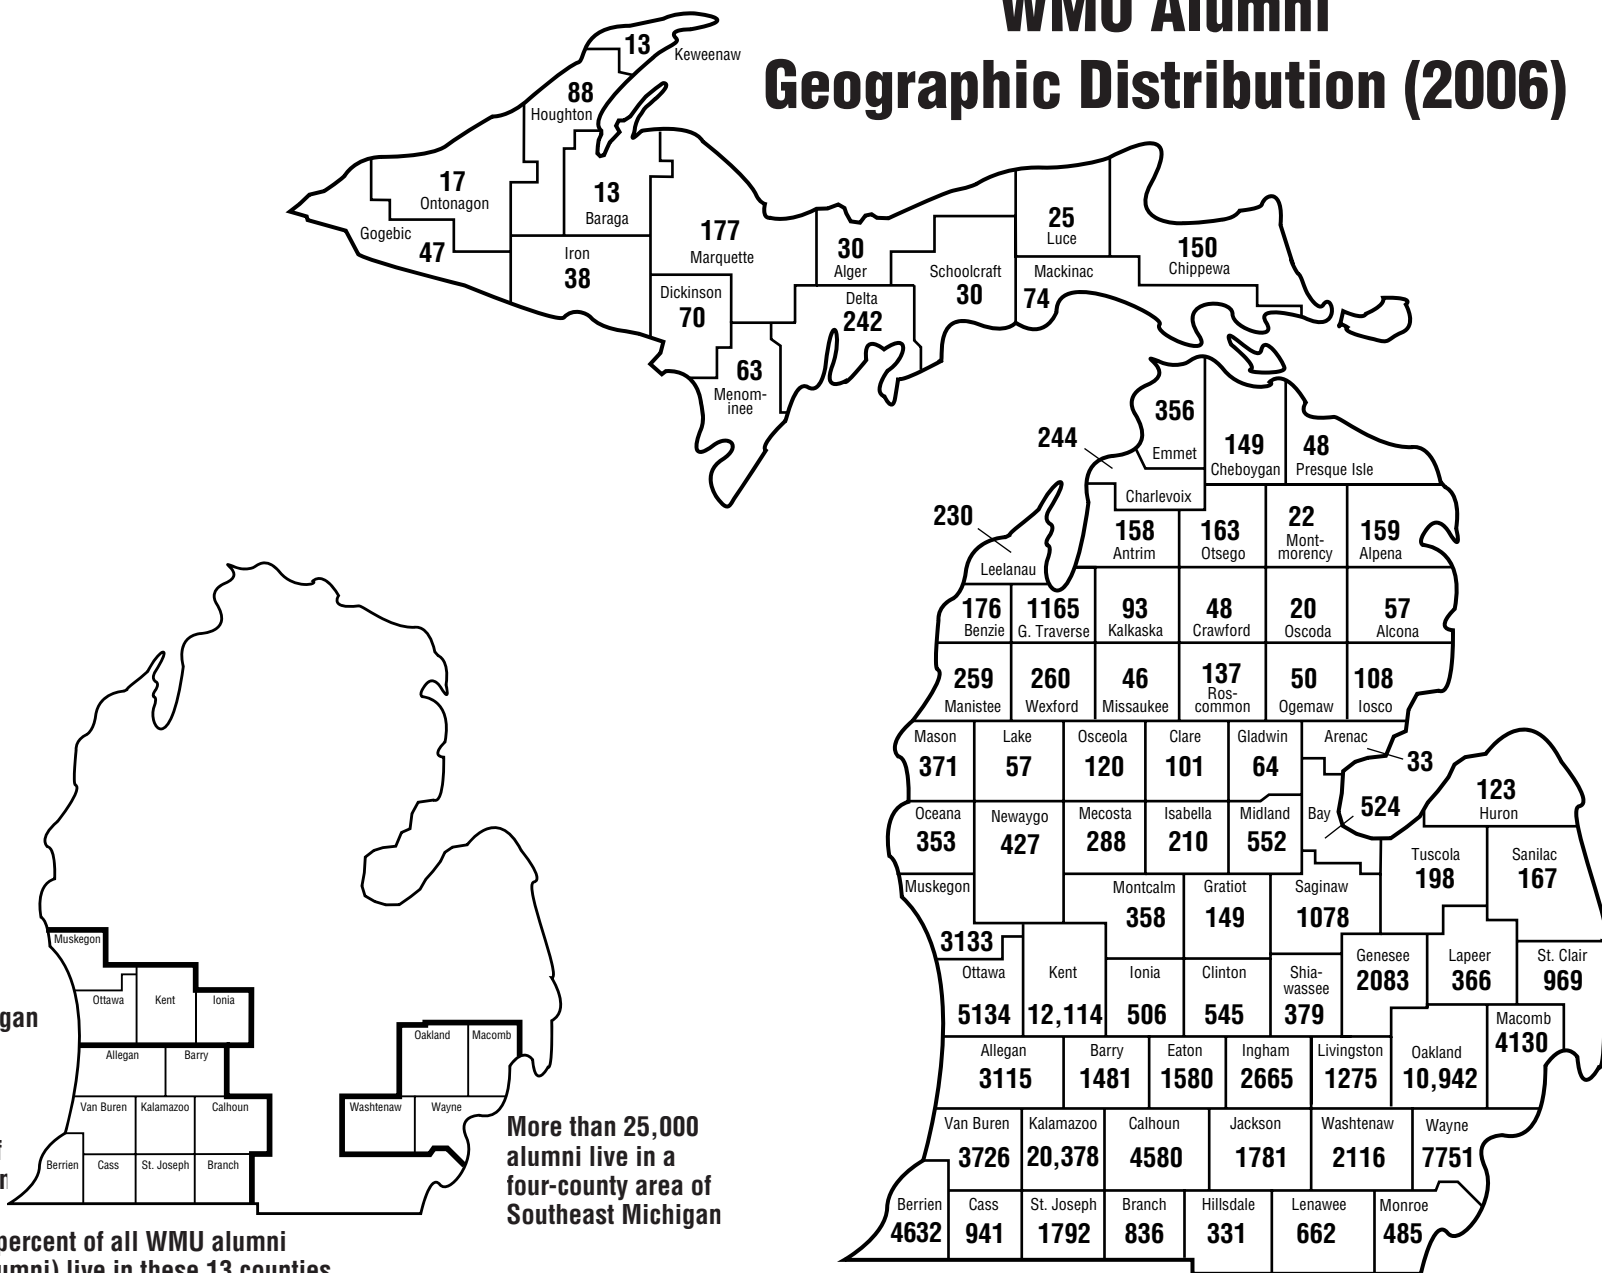 WMU Alumni
Geographic Distribution (2006)
13
Keweenaw
88
Houghton
17
Ontonagon
13
Baraga
Gogebic
47
Iron
38
177
Marquette
Dickinson
70
63
Menom-
inee
30
Alger
Delta
242
Schoolcraft
30
25
Luce
Mackinac
74
150
Chippewa
356
Emmet
149
Cheboygan
48
Presque Isle
244
Charlevoix
230
Leelanau
158
Antrim
163
Otsego
22
Mont-
morency
159
Alpena
176
Benzie
1165
G. Traverse
93
Kalkaska
48
Crawford
20
Oscoda
57
Alcona
259
Manistee
260
Wexford
46
Missaukee
137
Ros-
common
50
Ogemaw
108
Iosco
Mason
371
Lake
57
Osceola
120
Clare
101
Gladwin
64
Arenac
33
Oceana
353
Newaygo
427
Mecosta
288
Isabella
210
Midland
552
Bay
524
123
Huron
Tuscola
198
Sanilac
167
Muskegon
3133
Montcalm
358
Gratiot
149
Saginaw
1078
Ottawa
5134
Kent
12,114
Ionia
506
Clinton
545
Shia-
wassee
379
Genesee
2083
Lapeer
366
St. Clair
969
Allegan
3115
Barry
1481
Eaton
1580
Ingham
2665
Livingston
1275
Oakland
10,942
Macomb
4130
Van Buren
3726
Kalamazoo
20,378
Calhoun
4580
Jackson
1781
Washtenaw
2116
Wayne
7751
Berrien
4632
Cass
941
St. Joseph
1792
Branch
836
Hillsdale
331
Lenawee
662
Monroe
485
Muskegon
Ottawa
Kent
Ionia
Allegan
Barry
Van Buren
Kalamazoo
Calhoun
Berrien
Cass
St. Joseph
Branch
Oakland
Macomb
Washtenaw
Wayne
More than 25,000
alumni live in a
four-county area of
Southeast Michigan
percent of all WMU alumni
live in these 13 counties